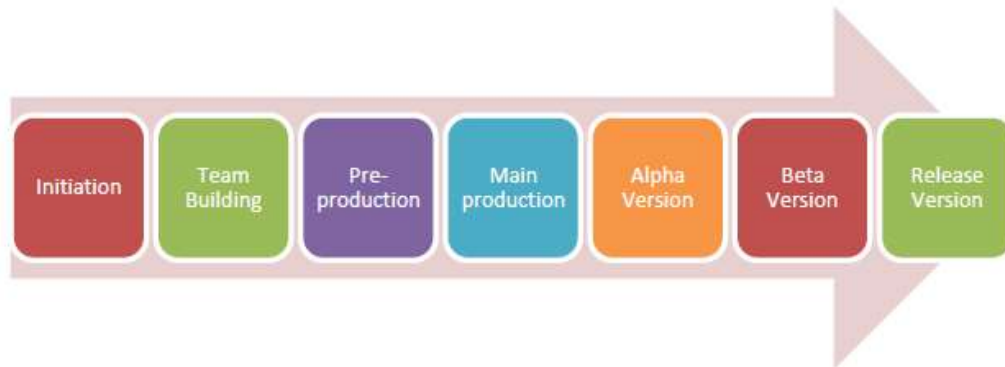 Initiation
Team
Building
Pre-
production
Main
production
Alpha
Version
Beta
Version
Release
Version